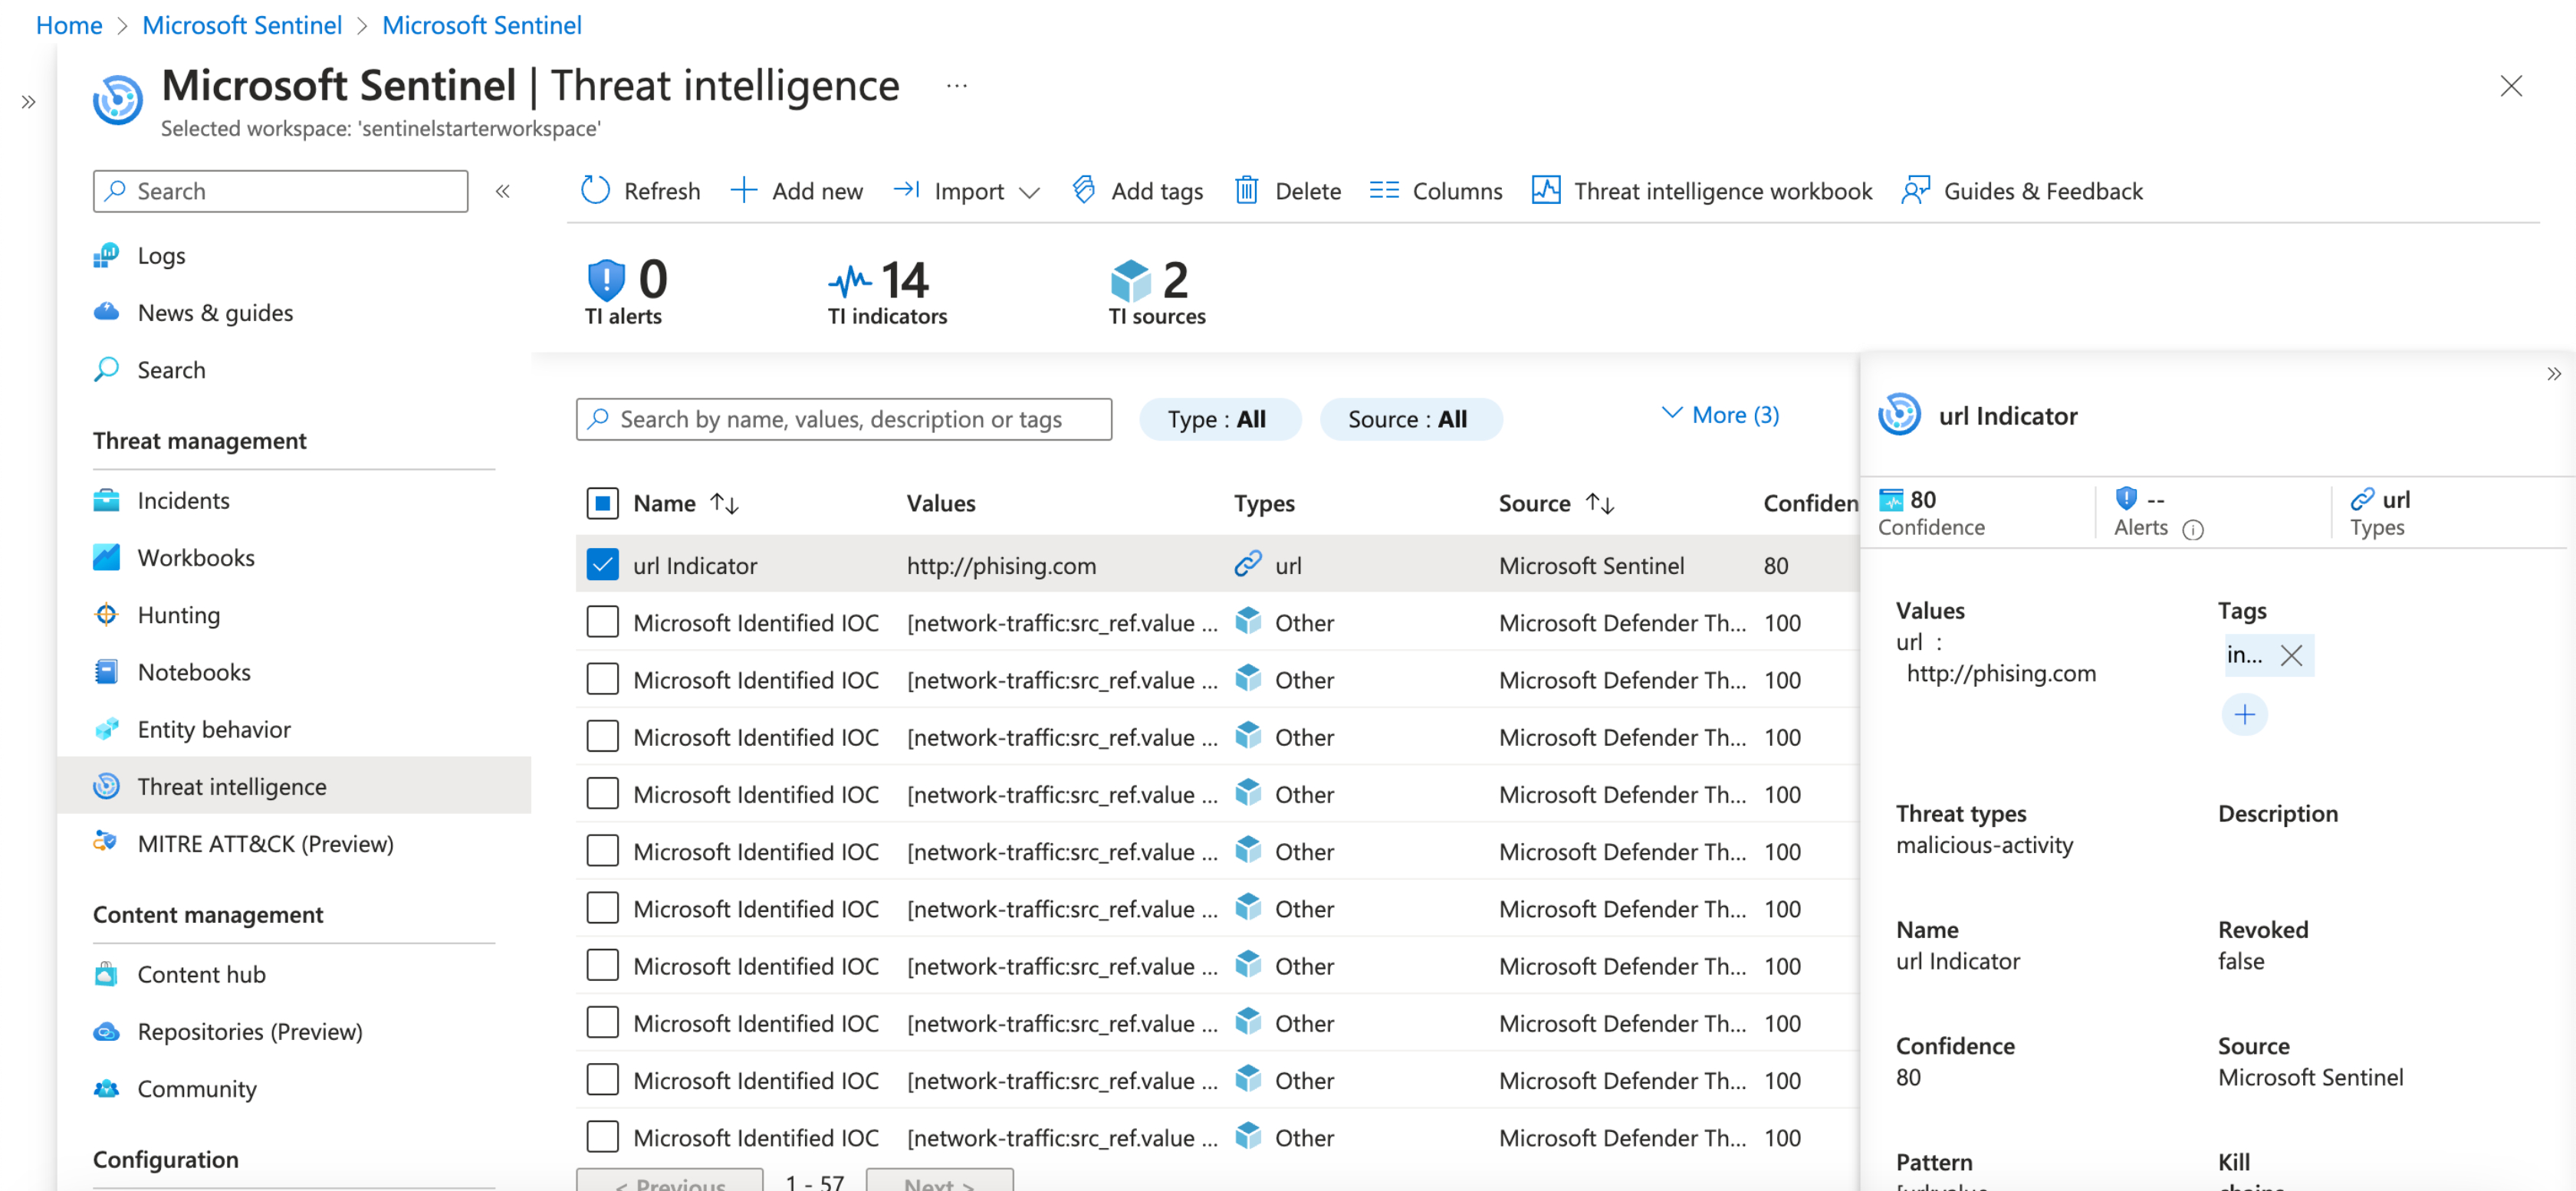 Home > Microsoft Sentinel > Microsoft Sentinel
Microsoft Sentinel | Threat intelligence ...
Selected workspace: 'sentinelstarterworkspace'
Search
Logs
News & guides
Search
Threat management
Incidents
Workbooks
Hunting
Notebooks
Entity behavior
Threat intelligence
MITRE ATT&CK (Preview)
Content management
Content hub
Repositories (Preview)
Community
Configuration
Refresh Add new Import Add tags Delete Columns Threat intelligence workbook Guides & Feedback
0 14 2
TI alerts TI indicators TI sources
Search by name, values, description or tags Type : All Source : All More (3)
Name Values Types Source Confiden
url Indicator http://phising.com url Microsoft Sentinel 80
Microsoft Identified IOC [network-traffic:src_ref.value ... Other Microsoft Defender Th... 100
Microsoft Identified IOC [network-traffic:src_ref.value ... Other Microsoft Defender Th... 100
Microsoft Identified IOC [network-traffic:src_ref.value ... Other Microsoft Defender Th... 100
Microsoft Identified IOC [network-traffic:src_ref.value ... Other Microsoft Defender Th... 100
Microsoft Identified IOC [network-traffic:src_ref.value ... Other Microsoft Defender Th... 100
Microsoft Identified IOC [network-traffic:src_ref.value ... Other Microsoft Defender Th... 100
Microsoft Identified IOC [network-traffic:src_ref.value ... Other Microsoft Defender Th... 100
Microsoft Identified IOC [network-traffic:src_ref.value ... Other Microsoft Defender Th... 100
Microsoft Identified IOC [network-traffic:src_ref.value ... Other Microsoft Defender Th... 100
Microsoft Identified IOC [network-traffic:src_ref.value ... Other Microsoft Defender Th... 100
< Previous 1 - 57 Next >
url Indicator
80 -- url
Confidence Alerts Types
Values Tags
url : in...
http://phising.com
Threat types Description
malicious-activity
Name Revoked
url Indicator false
Confidence Source
80 Microsoft Sentinel
Pattern Kill